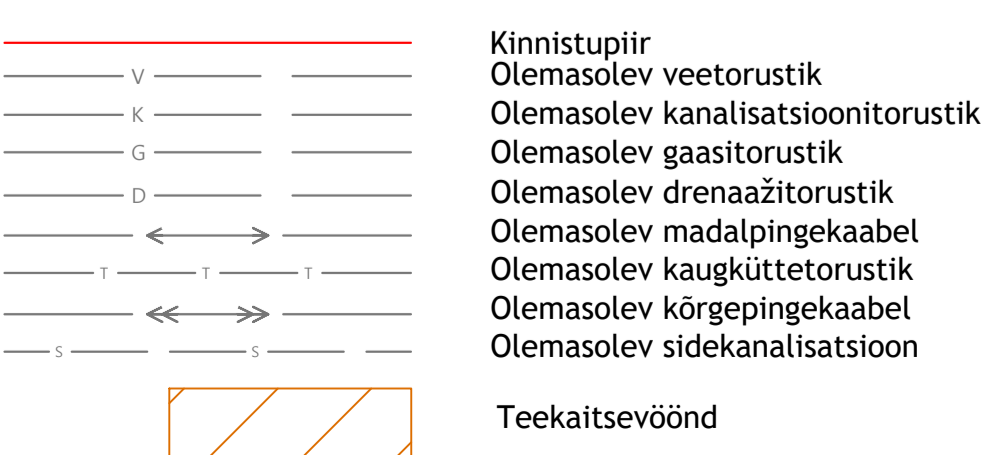 Kinnistupiir
V Olemasolev veetorustik
K Olemasolev kanalisatsioonitorustik
G Olemasolev gaasitorustik
D Olemasolev drenaažitorustik
Olemasolev madalpingekaabel
T T T Olemasolev kaugküttetorustik
Olemasolev kõrgepingekaabel
S S Olemasolev sidekanalisatsioon
Teekaitsevöönd